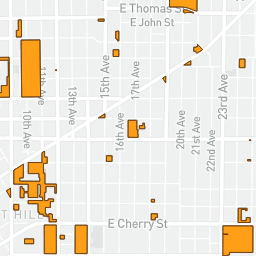 E Thomas St
E John St
15th Ave
17th Ave
11th Ave
13th Ave
10th Ave
23rd Ave
16th Ave
20th Ave
21st Ave
22nd Ave
T HILL
E Cherry St